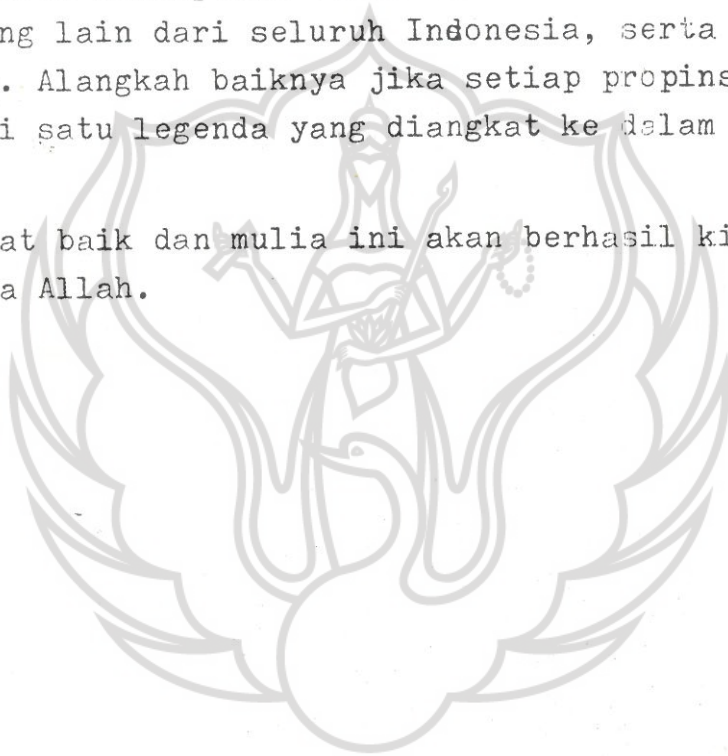 ng lain dari seluruh Indonesia, serta
. Alangkah baiknya jika setiap propins
i satu legenda yang diangkat ke dalam
at baik dan mulia ini akan berhasil ki
a Allah.